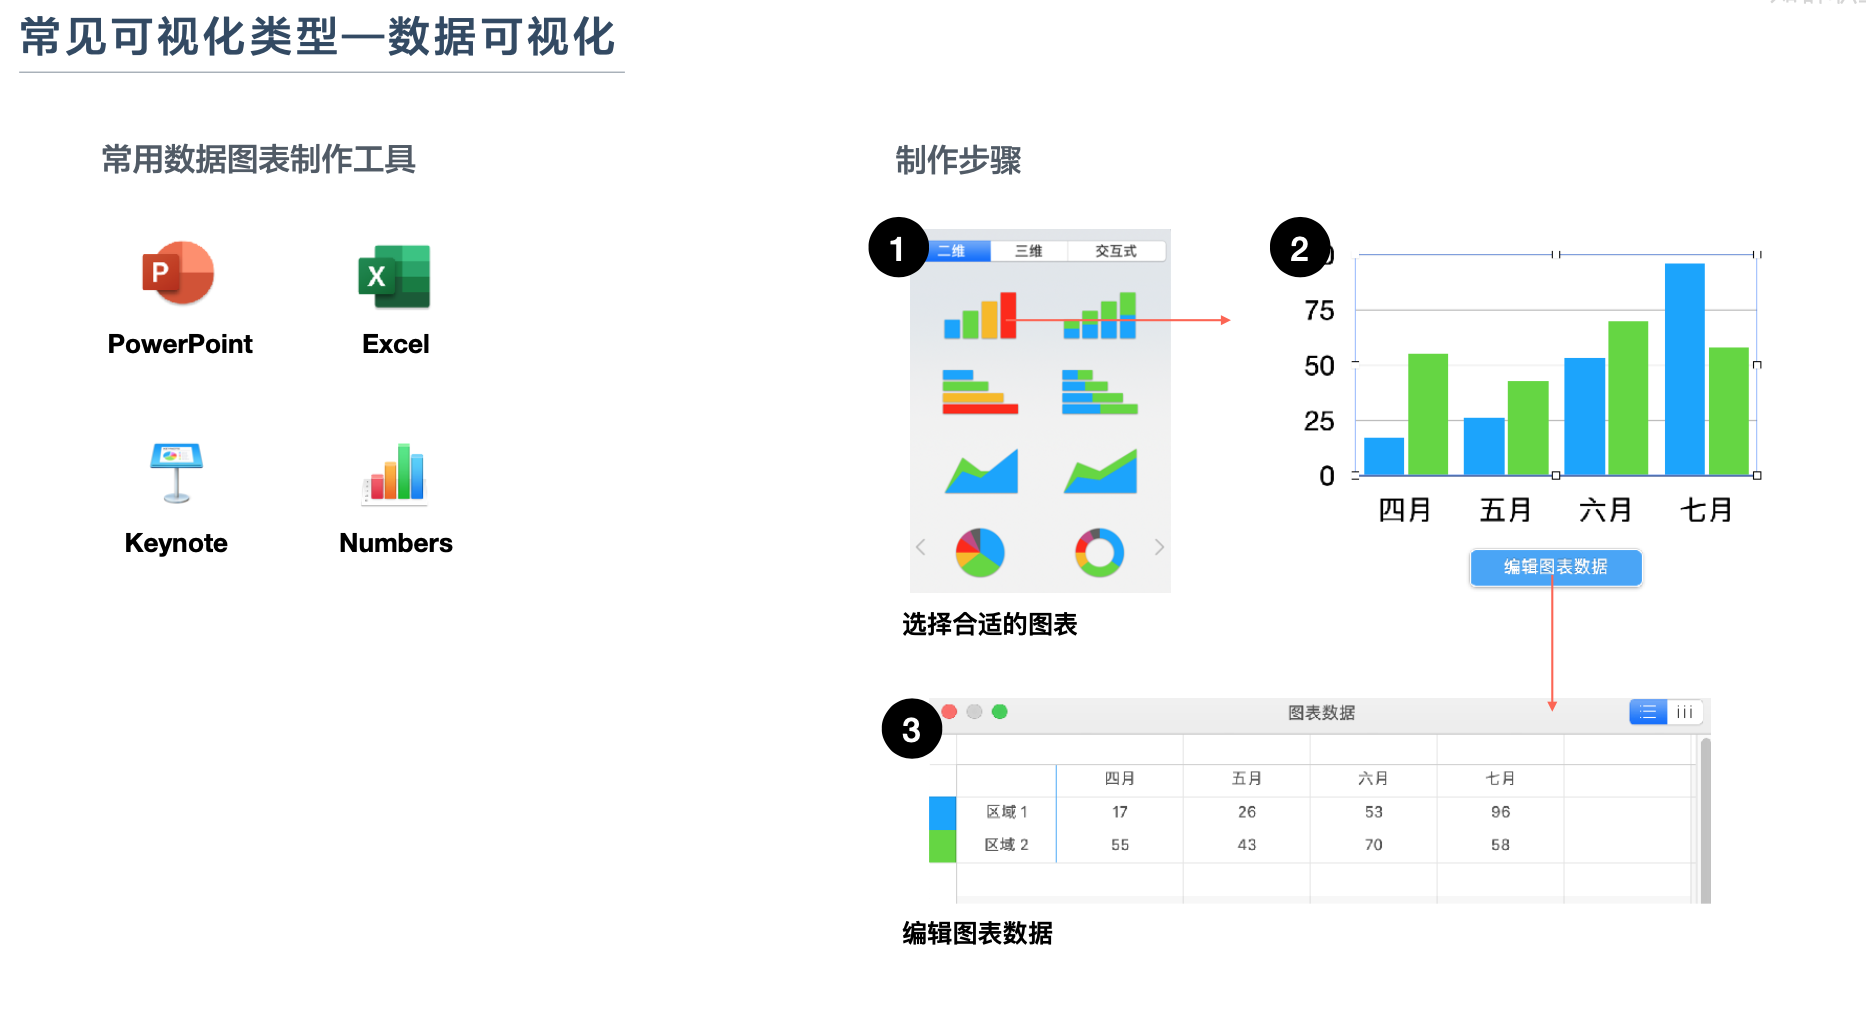 常见可视化类型—数据可视化
常用数据图表制作工具
PowerPoint
Excel
Keynote
Numbers
制作步骤
1
二维
三维
交互式
选择合适的图表
2
75
50
25
0
四月
五月
六月
七月
编辑图表数据
3
图表数据
四月 五月 六月 七月
区域 1 17 26 53 96
区域 2 55 43 70 58
编辑图表数据